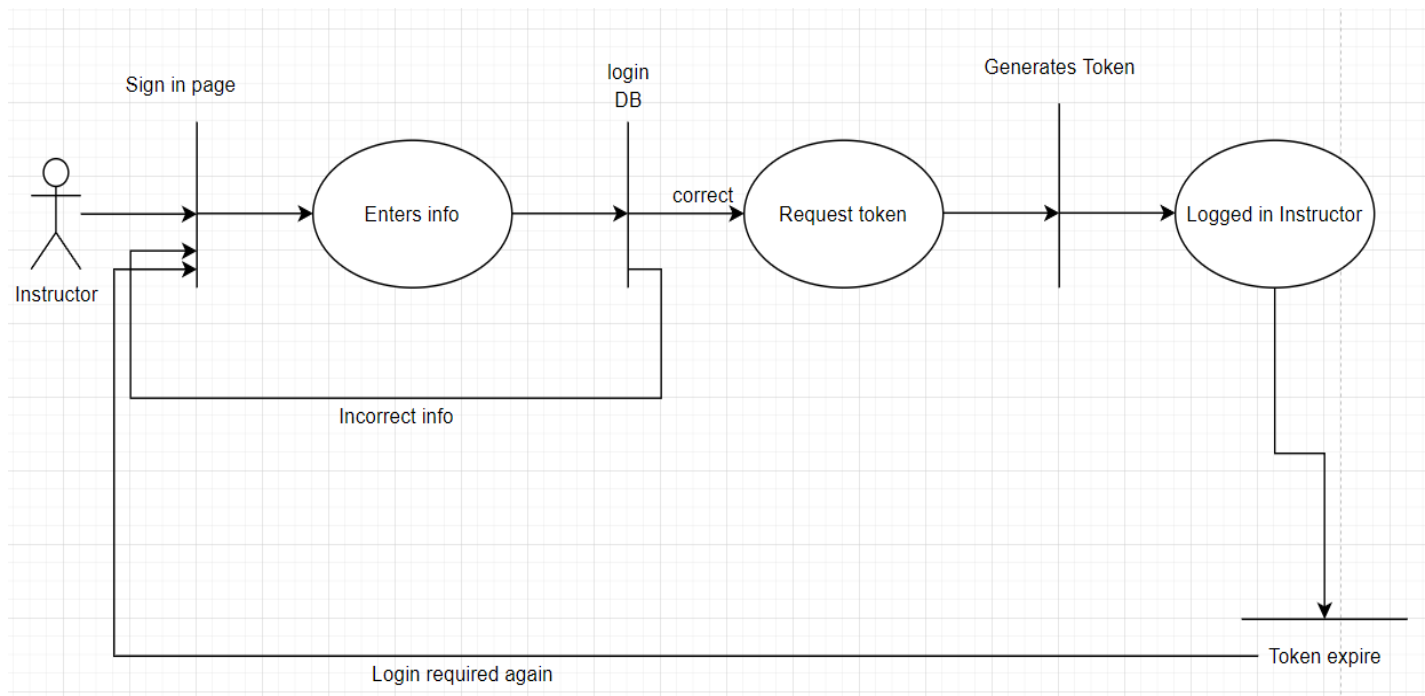 Sign in page
login
DB
Generates Token
Instructor
Enters info
correct
Request token
Logged in Instructor
Incorrect info
Token expire
Login required again